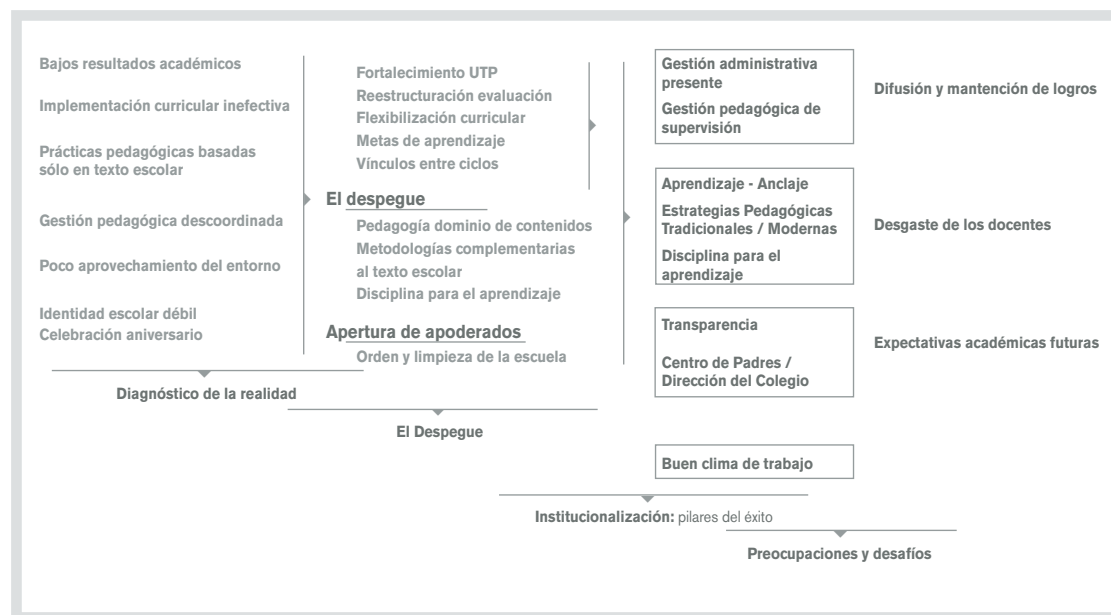 Bajos resultados académicos
Implementación curricular inefectiva
Prácticas pedagógicas basadas
sólo en texto escolar
Gestión pedagógica descoordinada
Poco aprovechamiento del entorno
Identidad escolar débil
Celebración aniversario
Diagnóstico de la realidad
Fortalecimiento UTP
Reestructuración evaluación
Flexibilización curricular
Metas de aprendizaje
Vínculos entre ciclos
El despegue
Pedagogía dominio de contenidos
Metodologías complementarias
al texto escolar
Disciplina para el aprendizaje
Apertura de apoderados
Orden y limpieza de la escuela
El Despegue
Gestión administrativa
presente
Gestión pedagógica de
supervisión
Aprendizaje - Anclaje
Estrategias Pedagógicas
Tradicionales / Modernas
Disciplina para el
aprendizaje
Transparencia
Centro de Padres /
Dirección del Colegio
Buen clima de trabajo
Institucionalización: pilares del éxito
Difusión y mantención de logros
Desgaste de los docentes
Expectativas académicas futuras
Preocupaciones y desafíos